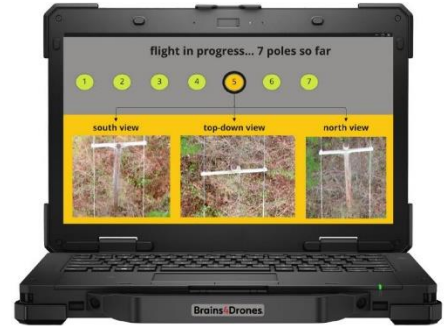 flight in progress... 7 poles so far
1 2 3 4 5 6 7
south view top-down view north view
Brains4Drones